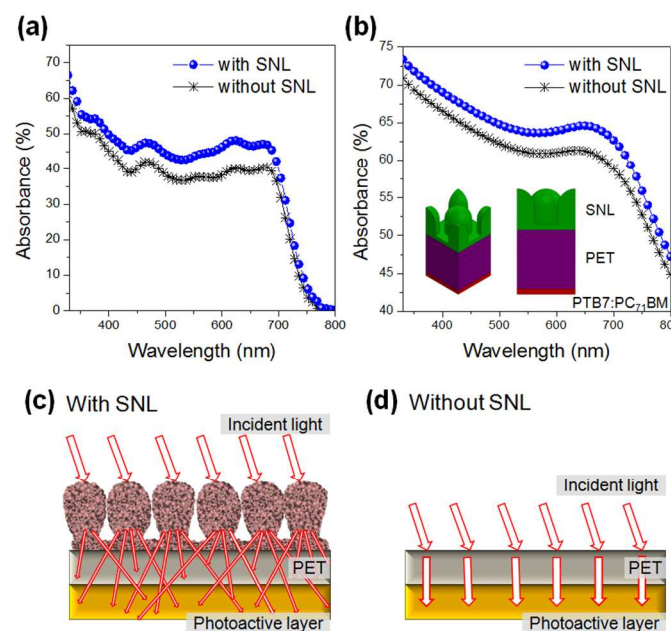 (a)
with SNL
without SNL
Absorbance (%)
70
60
50
40
30
20
10
0
400 500 600 700 800
Wavelength (nm)
(b)
with SNL
without SNL
Absorbance (%)
75
70
65
60
55
50
45
40
SNL
PET
PTB7:PC71BM
400 500 600 700 800
Wavelength (nm)
(c) With SNL
Incident light
PET
Photoactive layer
(d) Without SNL
Incident light
PET
Photoactive layer